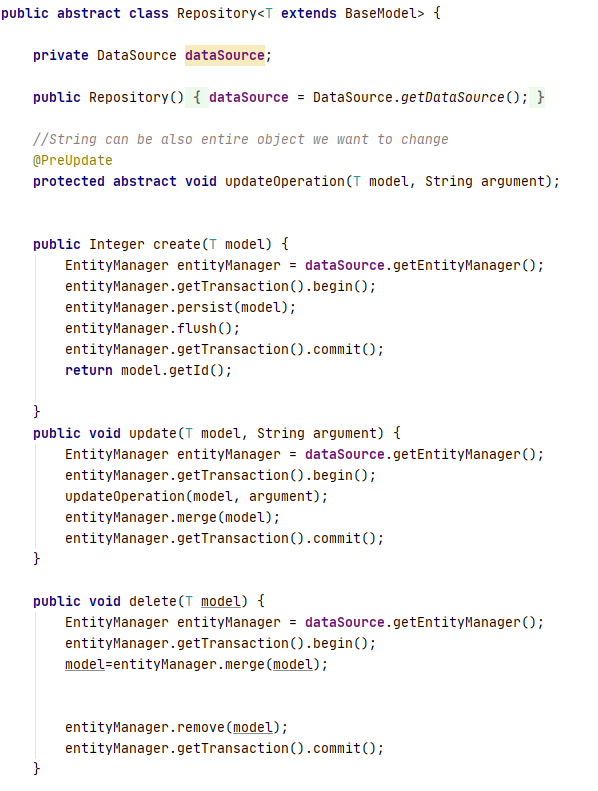 public abstract class Repository<T extends BaseModel> {
private DataSource dataSource;
public Repository() { dataSource = DataSource.getDataSource(); }
//String can be also entire object we want to change
@PreUpdate
protected abstract void updateOperation(T model, String argument);
public Integer create(T model) {
EntityManager entityManager = dataSource.getEntityManager();
entityManager.getTransaction().begin();
entityManager.persist(model);
entityManager.flush();
entityManager.getTransaction().commit();
return model.getId();
}
public void update(T model, String argument) {
EntityManager entityManager = dataSource.getEntityManager();
entityManager.getTransaction().begin();
updateOperation(model, argument);
entityManager.merge(model);
entityManager.getTransaction().commit();
}
public void delete(T model) {
EntityManager entityManager = dataSource.getEntityManager();
entityManager.getTransaction().begin();
model=entityManager.merge(model);
entityManager.remove(model);
entityManager.getTransaction().commit();
}